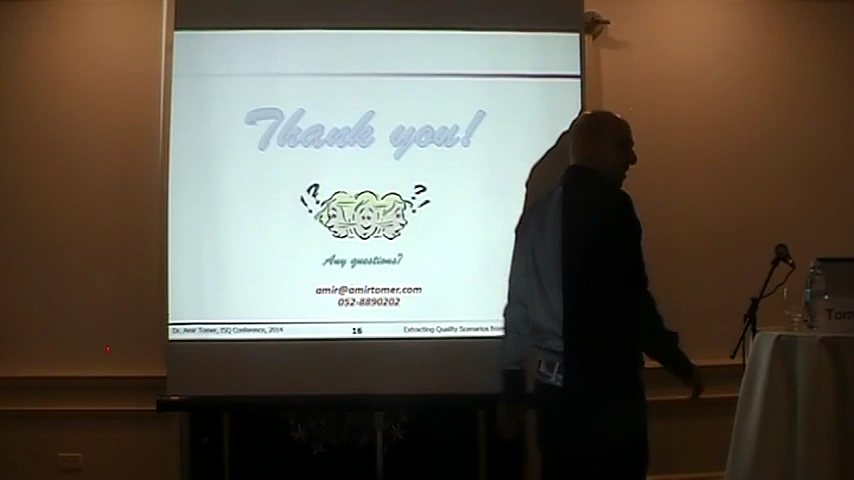 Thank you!
Any questions?
amir@amirtomer.com
052-8890202
Dr. Amir Tomer, ISQ Conference, 2014 16 Extracting Quality Scenarios from
Tom